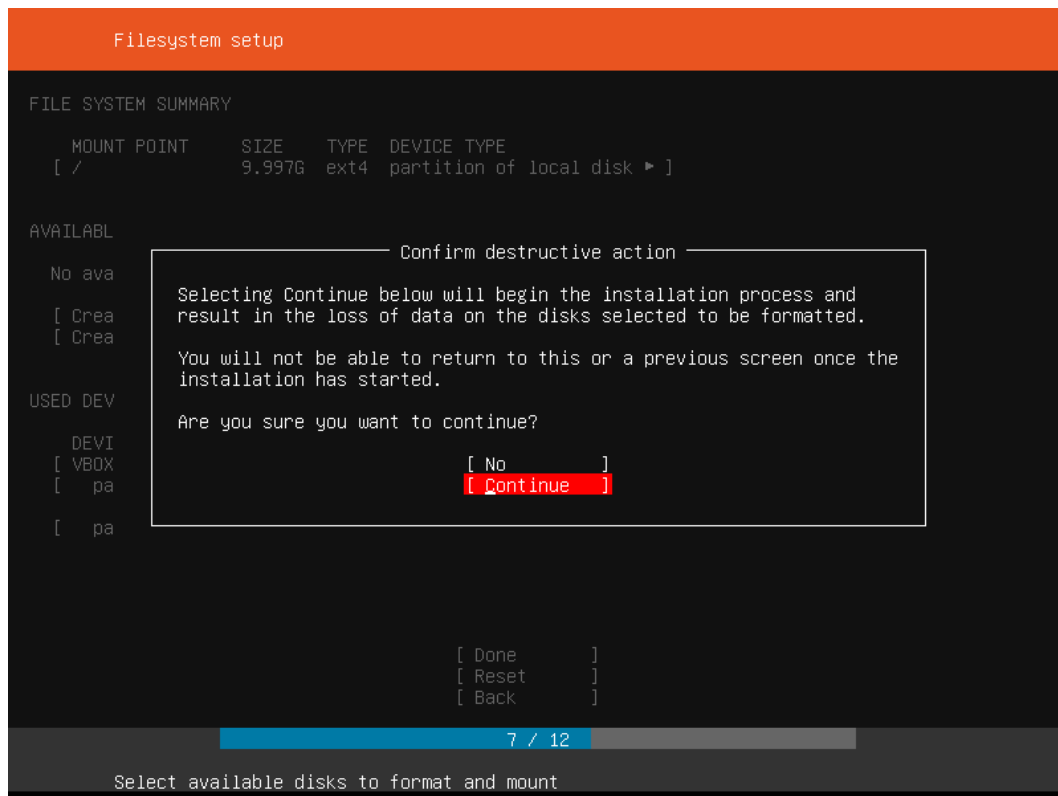 Filesystem setup
FILE SYSTEM SUMMARY
MOUNT POINT SIZE TYPE DEVICE TYPE
[ / 9.997G ext4 partition of local disk ▸ ]
AVAILABL
Confirm destructive action
No ava
Selecting Continue below will begin the installation process and
[ Crea
result in the loss of data on the disks selected to be formatted.
[ Crea
You will not be able to return to this or a previous screen once the
installation has started.
USED DEV
Are you sure you want to continue?
DEVI
[ VBOX
[ No ]
[ pa
[ Continue ]
[ pa
[ Done ]
[ Reset ]
[ Back ]
7 / 12
Select available disks to format and mount